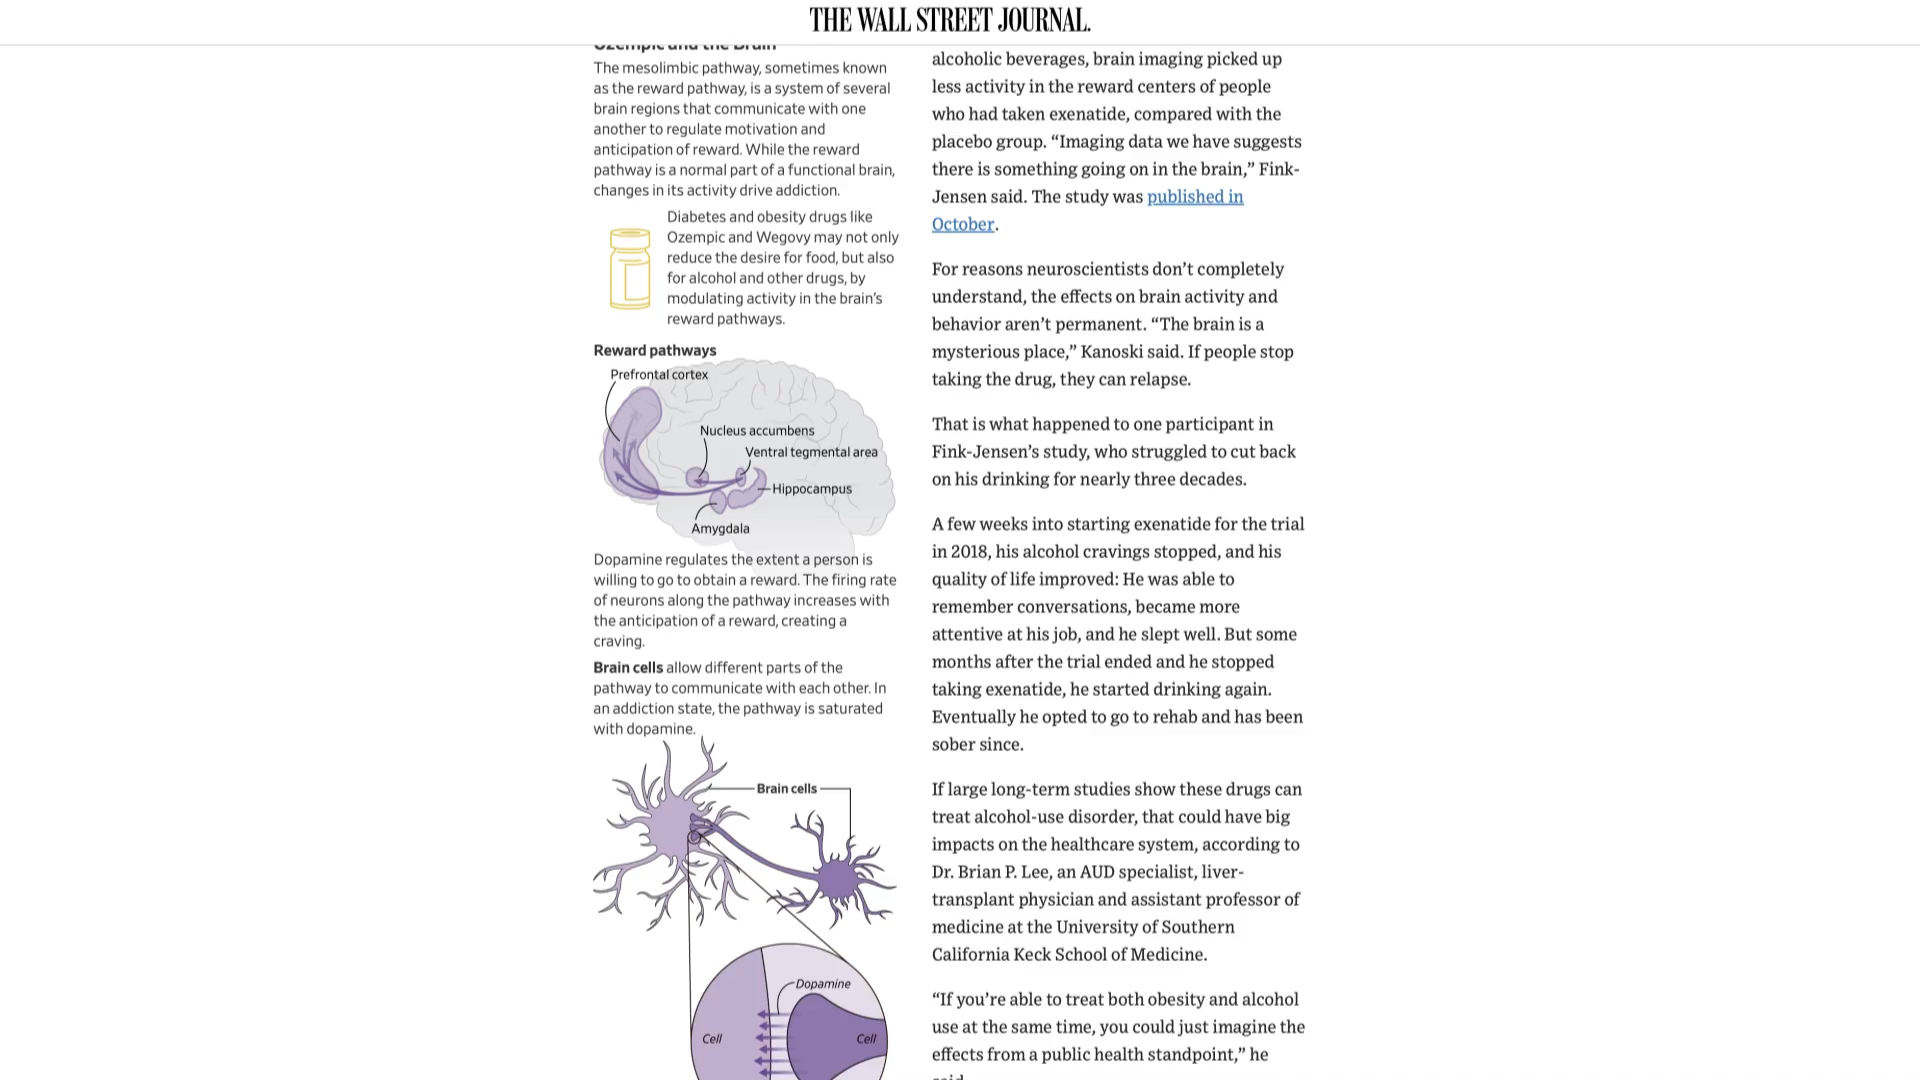 THE WALL STREET JOURNAL.
Ozempic and the Brain
The mesolimbic pathway, sometimes known
as the reward pathway, is a system of several
brain regions that communicate with one
another to regulate motivation and
anticipation of reward. While the reward
pathway is a normal part of a functional brain,
changes in its activity drive addiction.
Diabetes and obesity drugs like
Ozempic and Wegovy may not only
reduce the desire for food, but also
for alcohol and other drugs, by
modulating activity in the brain’s
reward pathways.
Reward pathways
Prefrontal cortex
Nucleus accumbens
Ventral tegmental area
Hippocampus
Amygdala
Dopamine regulates the extent a person is
willing to go to obtain a reward. The firing rate
of neurons along the pathway increases with
the anticipation of a reward, creating a
craving.
Brain cells allow different parts of the
pathway to communicate with each other. In
an addiction state, the pathway is saturated
with dopamine.
Brain cells
Dopamine
Cell
Cell
alcoholic beverages, brain imaging picked up
less activity in the reward centers of people
who had taken exenatide, compared with the
placebo group. “Imaging data we have suggests
there is something going on in the brain,” Fink-
Jensen said. The study was published in
October.
For reasons neuroscientists don’t completely
understand, the effects on brain activity and
behavior aren’t permanent. “The brain is a
mysterious place,” Kanoski said. If people stop
taking the drug, they can relapse.
That is what happened to one participant in
Fink-Jensen’s study, who struggled to cut back
on his drinking for nearly three decades.
A few weeks into starting exenatide for the trial
in 2018, his alcohol cravings stopped, and his
quality of life improved: He was able to
remember conversations, became more
attentive at his job, and he slept well. But some
months after the trial ended and he stopped
taking exenatide, he started drinking again.
Eventually he opted to go to rehab and has been
sober since.
If large long-term studies show these drugs can
treat alcohol-use disorder, that could have big
impacts on the healthcare system, according to
Dr. Brian P. Lee, an AUD specialist, liver-
transplant physician and assistant professor of
medicine at the University of Southern
California Keck School of Medicine.
“If you’re able to treat both obesity and alcohol
use at the same time, you could just imagine the
effects from a public health standpoint,” he